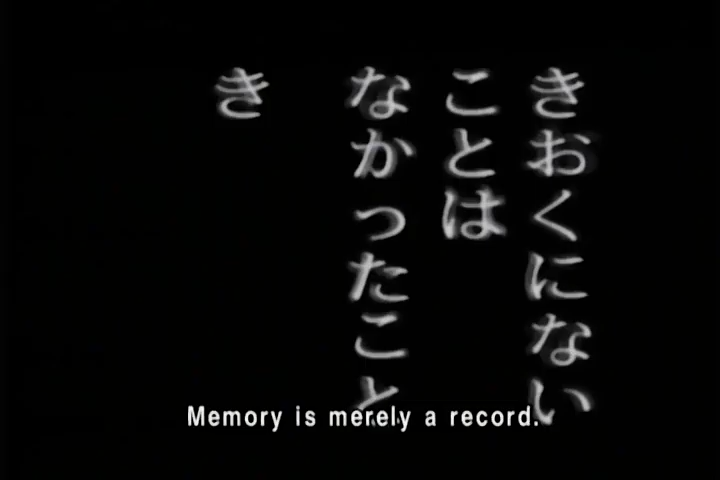 きおくにない
ことは
なかったこと
き
Memory is merely a record.